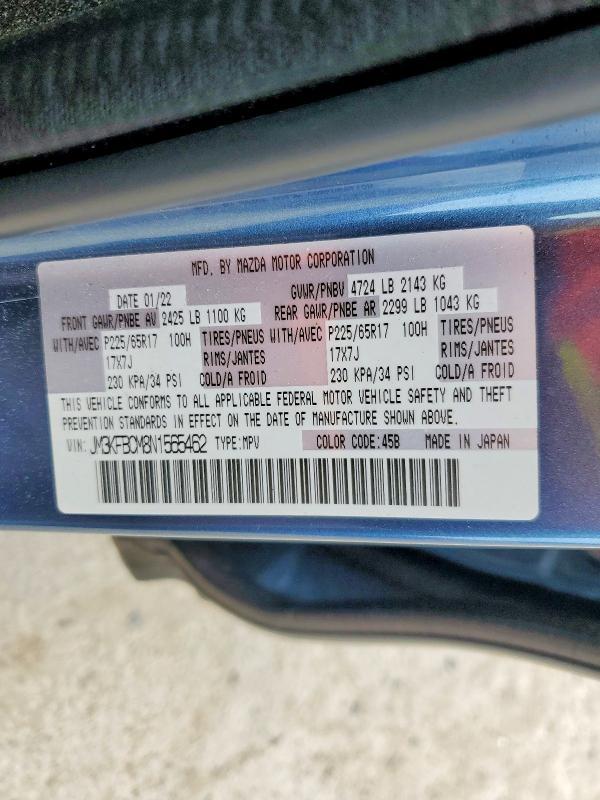 MFD. BY MAZDA MOTOR CORPORATION
DATE 01/22 GVWR/PNBV 4724 LB 2143 KG
FRONT GAWR/PNBE AV 2425 LB 1100 KG REAR GAWR/PNBE AR 2299 LB 1043 KG
WITH/AVEC P225/65R17 100H TIRES/PNEUS WITH/AVEC P225/65R17 100H TIRES/PNEUS
17X7J RIMS/JANTES 17X7J RIMS/JANTES
230 KPA/34 PSI COLD/A FROID 230 KPA/34 PSI COLD/A FROID
THIS VEHICLE CONFORMS TO ALL APPLICABLE FEDERAL MOTOR VEHICLE SAFETY AND THEFT
PREVENTION STANDARDS IN EFFECT ON THE DATE OF MANUFACTURE SHOWN ABOVE.
VIN: JM3KFBCM8N1565462 TYPE:MPV COLOR CODE:45B MADE IN JAPAN